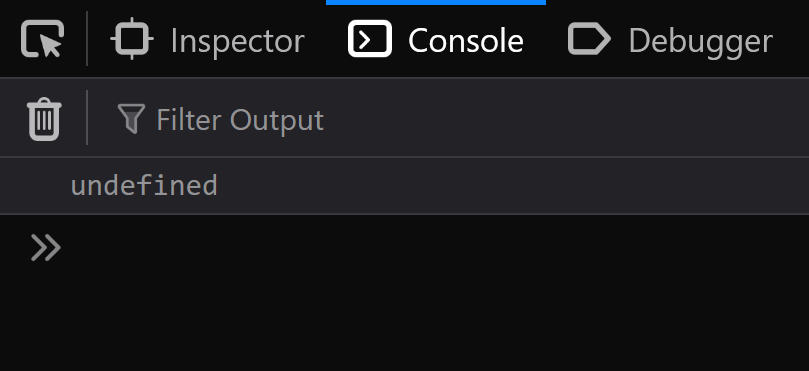 Inspector Console Debugger
Filter Output
undefined